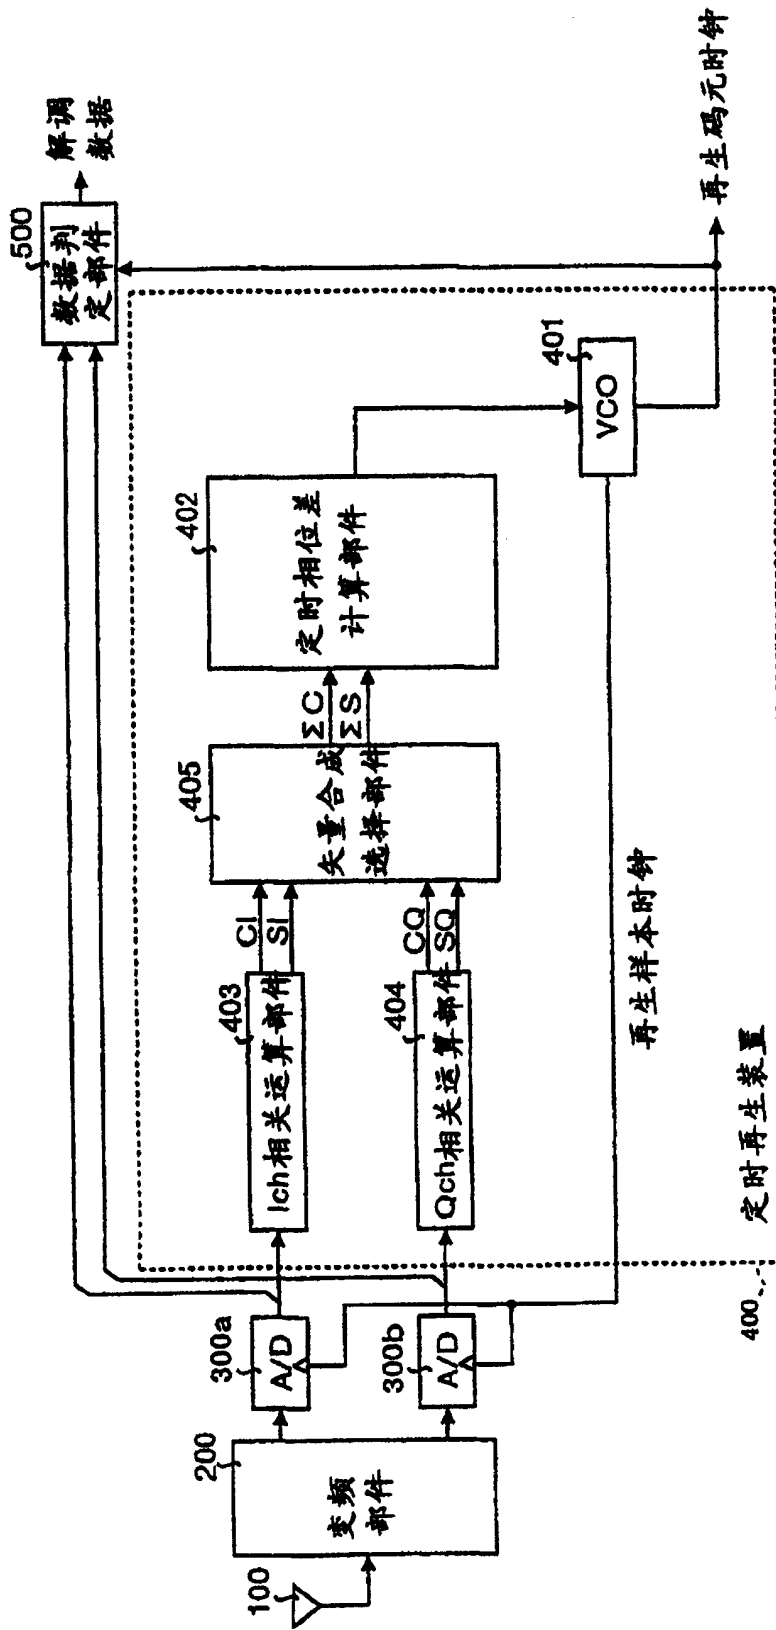 100
200
变频
部件
300a
A/D
300b
A/D
403
Ich相关运算部件
404
Qch相关运算部件
CI
SI
CQ
SQ
405
矢量合成
选择部件
ΣC
ΣS
402
定时相位差
计算部件
401
VCO
500
数据判
定部件
解调
数据
再生码元时钟
再生样本时钟
400
定时再生装置